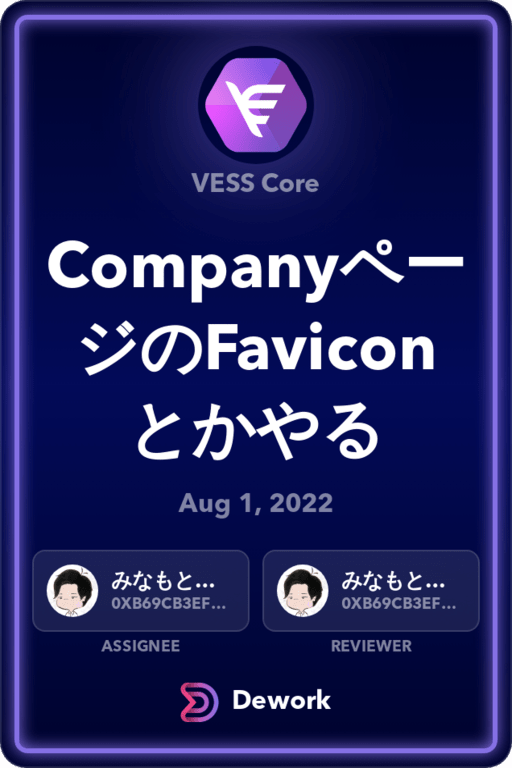 VESS Core
Companyペー
ジのFavicon
とかやる
Aug 1, 2022
みなもと... みなもと...
0XB69CB3EF... 0XB69CB3EF...
ASSIGNEE REVIEWER
Dework